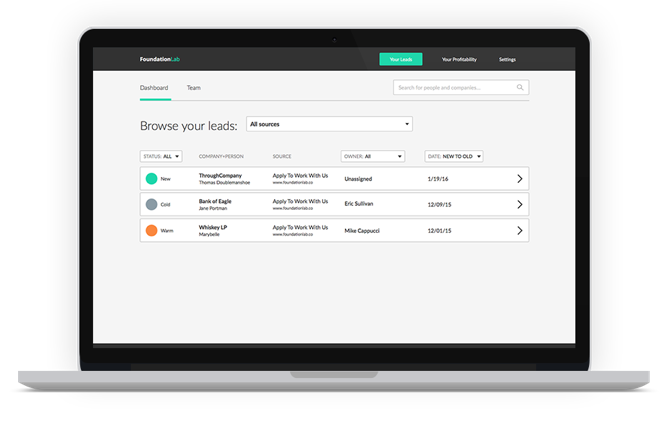 FoundationLab
Your Leads
Your Profitability
Settings
Dashboard
Team
Search for people and companies...
Browse your leads:
All sources
STATUS: ALL
COMPANY+PERSON
SOURCE
OWNER: All
DATE: NEW TO OLD
New
ThroughCompany
Thomas Doublemanshoe
Apply To Work With Us
www.foundationlab.co
Unassigned
1/19/16
Cold
Bank of Eagle
Jane Portman
Apply To Work With Us
www.foundationlab.co
Eric Sullivan
12/09/15
Warm
Whiskey LP
Marybelle
Apply To Work With Us
www.foundationlab.co
Mike Cappucci
12/01/15